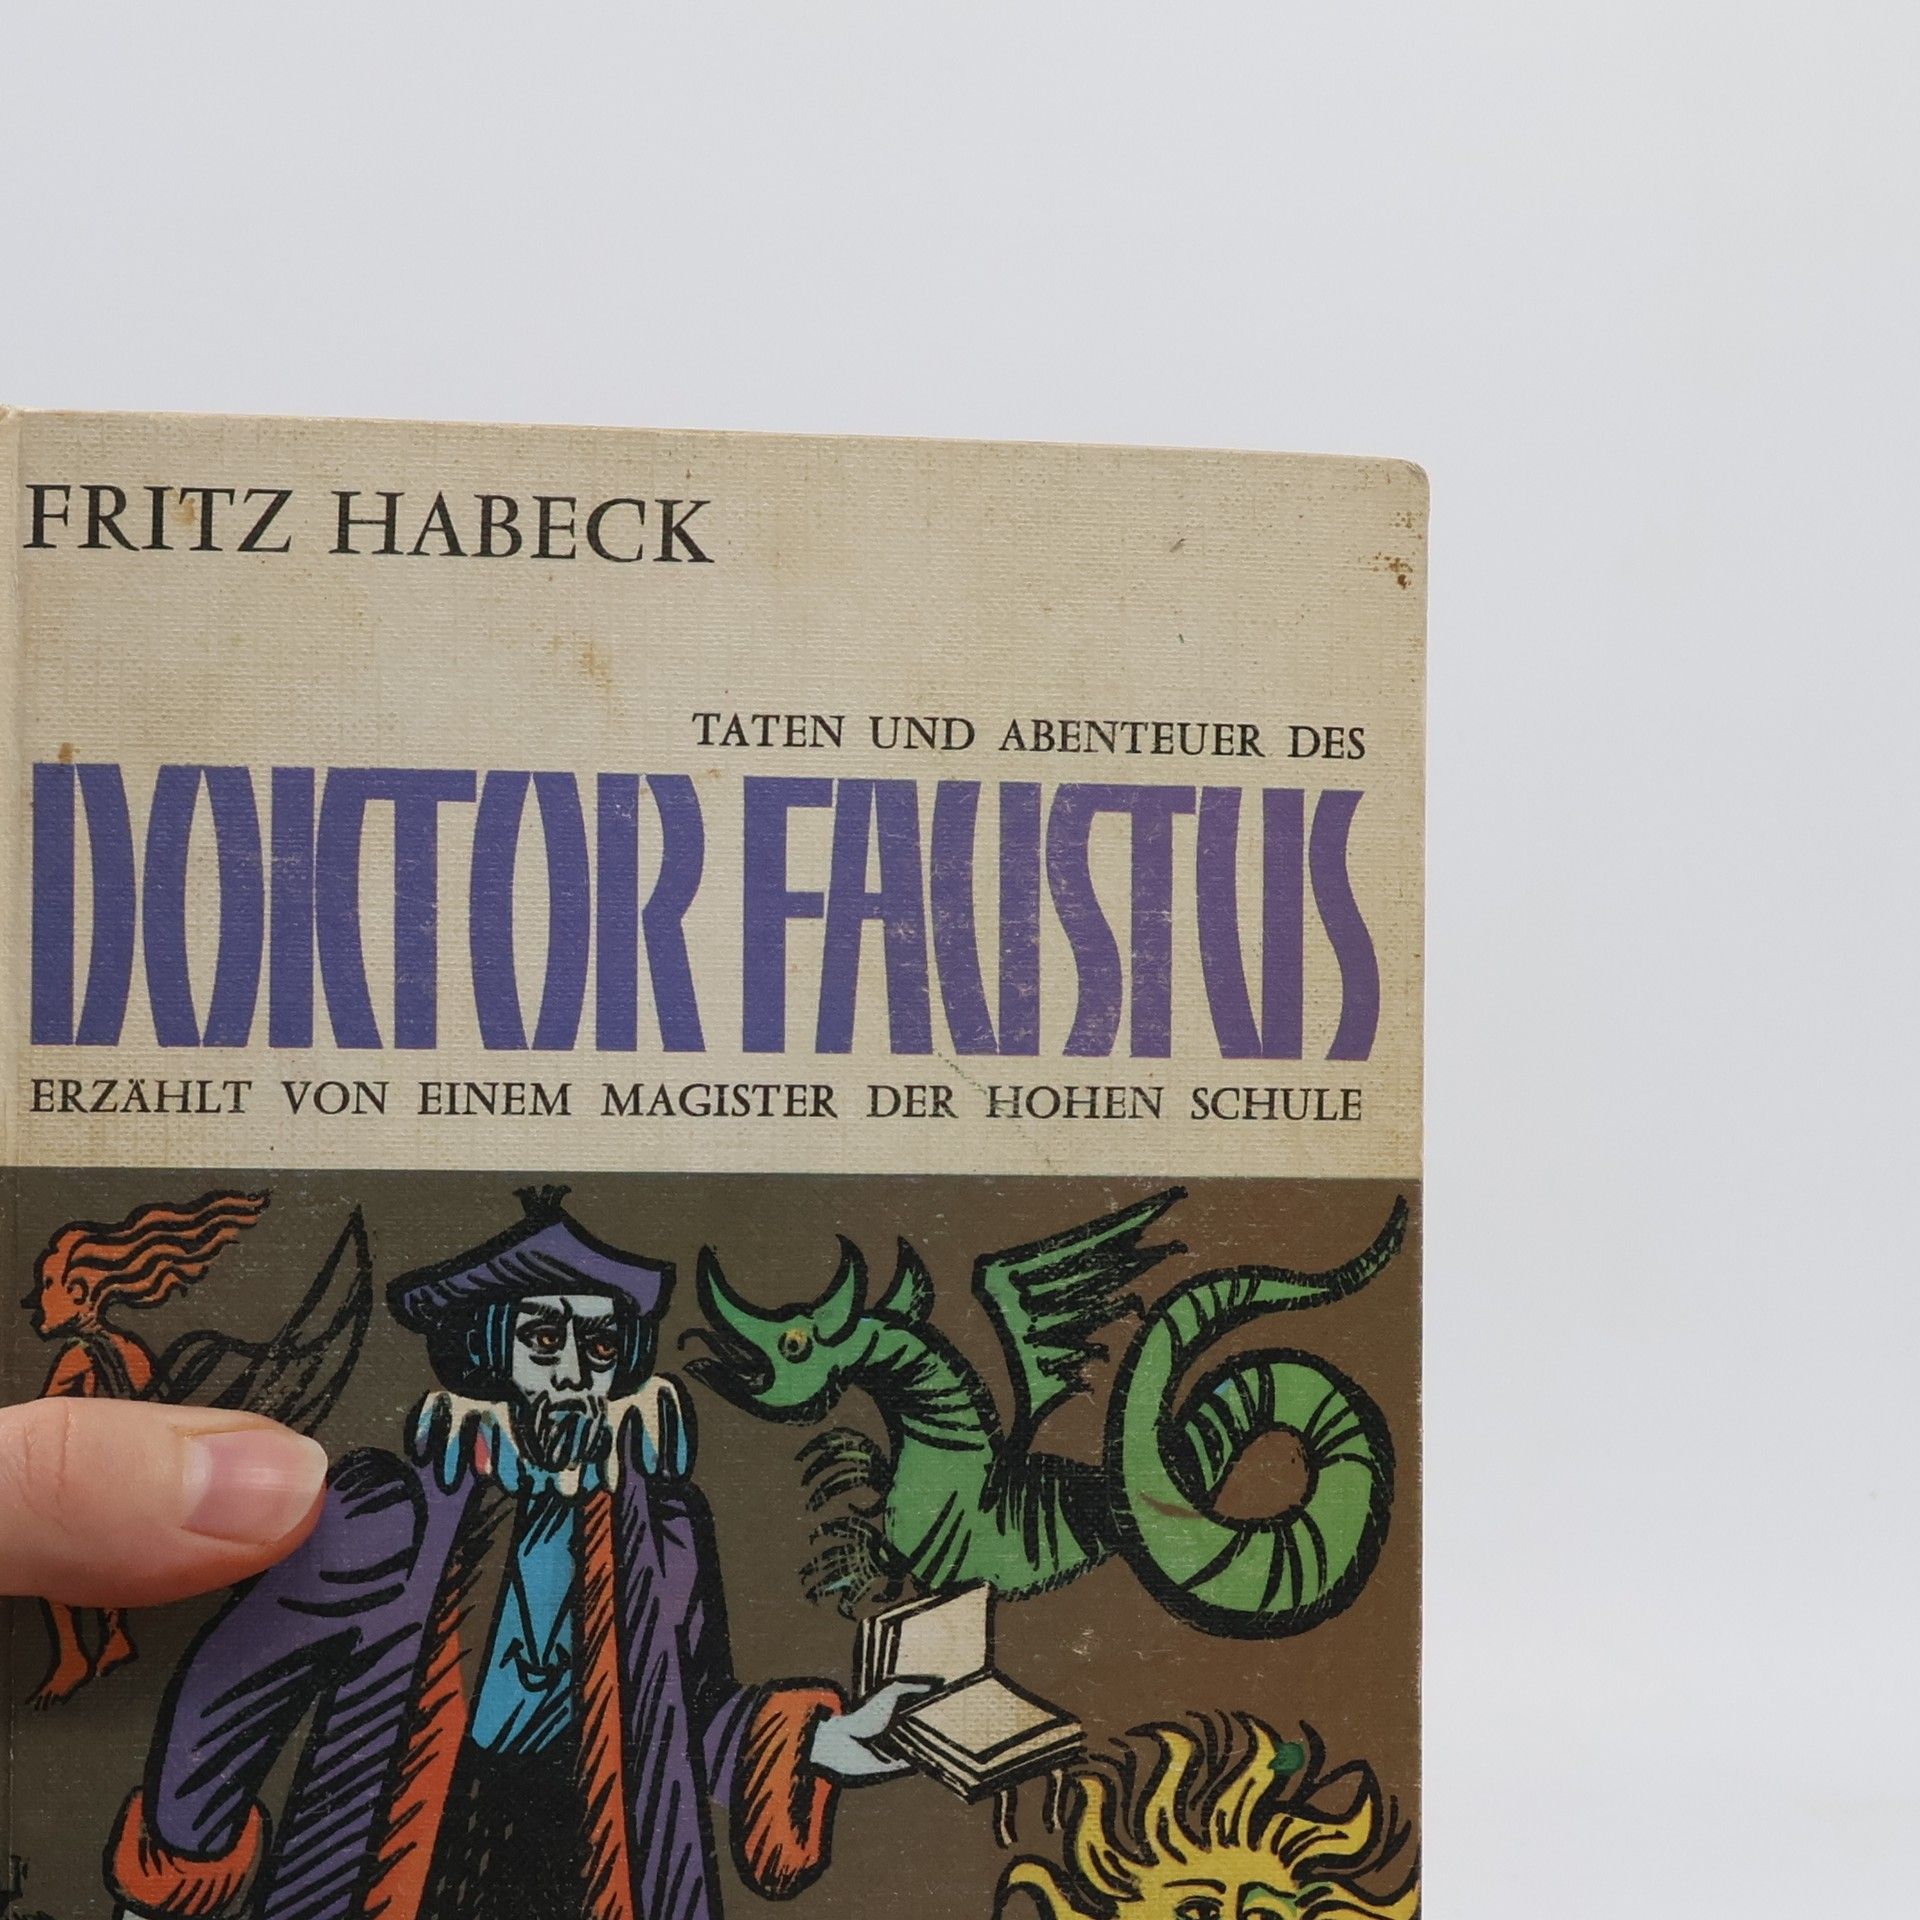 FRITZ HABECK
TATEN UND ABENTEUER DES
DOKTOR FAUSTUS
ERZÄHLT VON EINEM MAGISTER DER HOHEN SCHULE